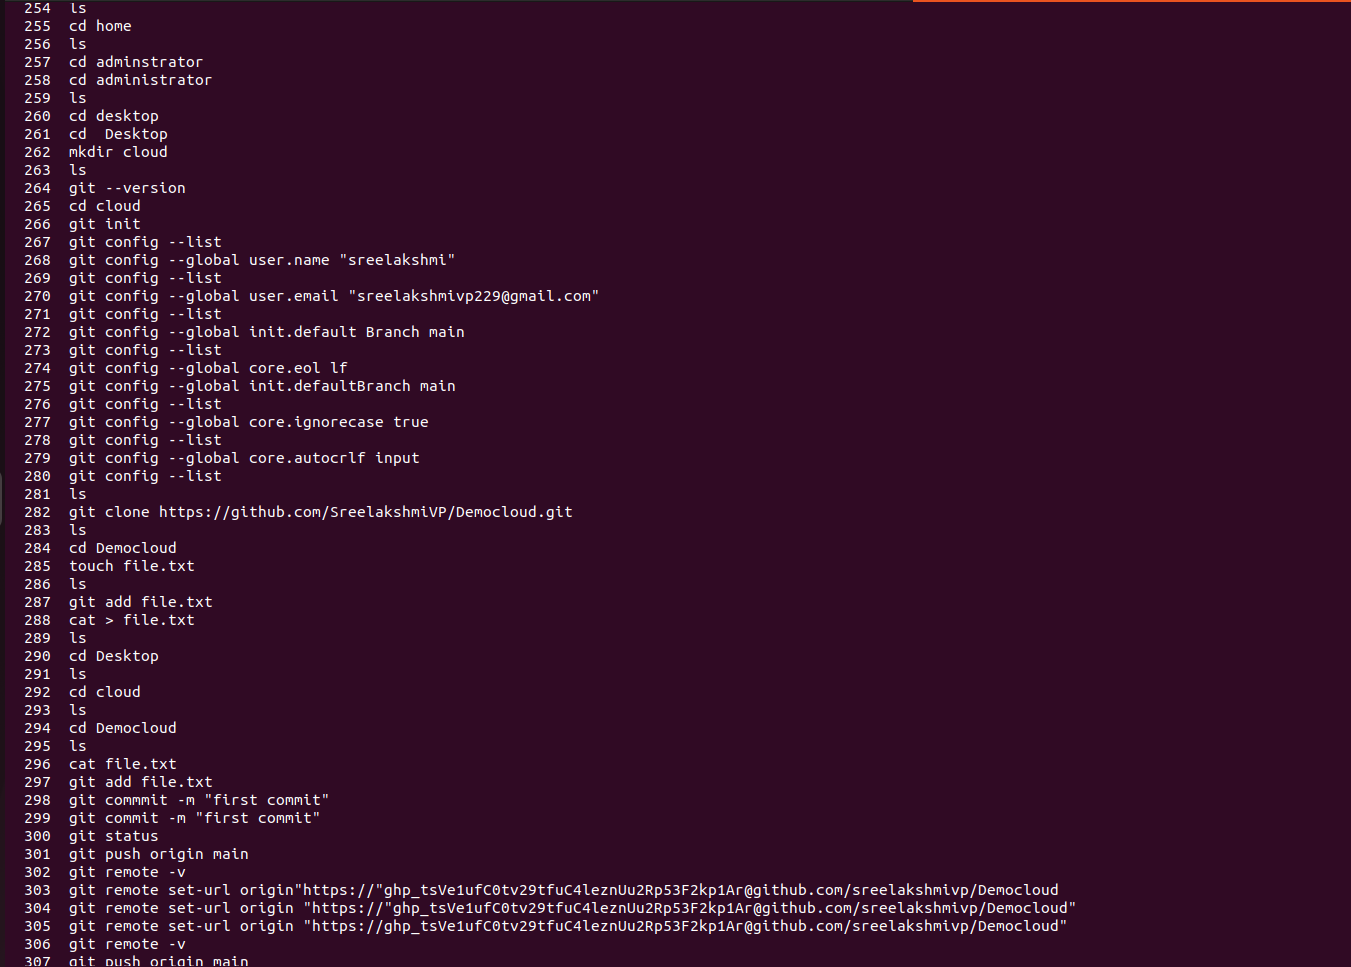 254 ls
255 cd home
256 ls
257 cd adminstrator
258 cd administrator
259 ls
260 cd desktop
261 cd  Desktop
262 mkdir cloud
263 ls
264 git --version
265 cd cloud
266 git init
267 git config --list
268 git config --global user.name "sreelakshmi"
269 git config --list
270 git config --global user.email "sreelakshmivp229@gmail.com"
271 git config --list
272 git config --global init.default Branch main
273 git config --list
274 git config --global core.eol lf
275 git config --global init.defaultBranch main
276 git config --list
277 git config --global core.ignorecase true
278 git config --list
279 git config --global core.autocrlf input
280 git config --list
281 ls
282 git clone https://github.com/SreelakshmiVP/Democloud.git
283 ls
284 cd Democloud
285 touch file.txt
286 ls
287 git add file.txt
288 cat > file.txt
289 ls
290 cd Desktop
291 ls
292 cd cloud
293 ls
294 cd Democloud
295 ls
296 cat file.txt
297 git add file.txt
298 git commmit -m "first commit"
299 git commit -m "first commit"
300 git status
301 git push origin main
302 git remote -v
303 git remote set-url origin"https://"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@github.com/sreelakshmivp/Democloud
304 git remote set-url origin "https://"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@github.com/sreelakshmivp/Democloud"
305 git remote set-url origin "https://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@github.com/sreelakshmivp/Democloud"
306 git remote -v
307 git push origin main